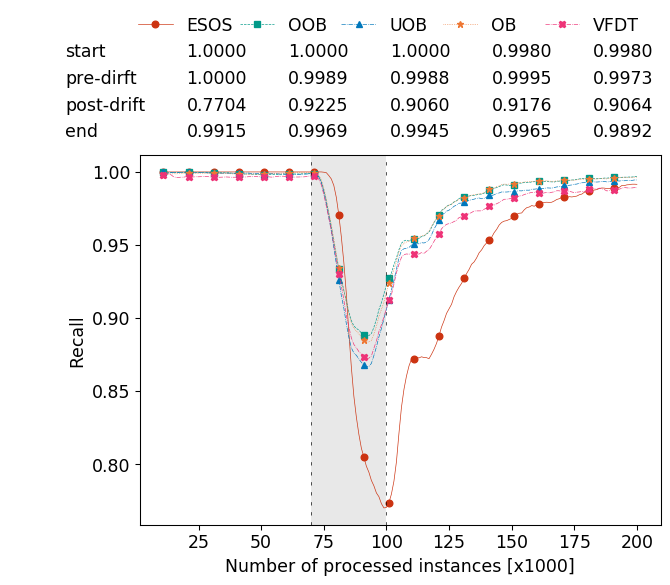 ESOS OOB UOB OB VFDT
start 1.0000 1.0000 1.0000 0.9980 0.9980
pre-dirft 1.0000 0.9989 0.9988 0.9995 0.9973
post-drift 0.7704 0.9225 0.9060 0.9176 0.9064
end 0.9915 0.9969 0.9945 0.9965 0.9892
1.00
0.95
0.90
0.85
0.80
Recall
25 50 75 100 125 150 175 200
Number of processed instances [x1000]